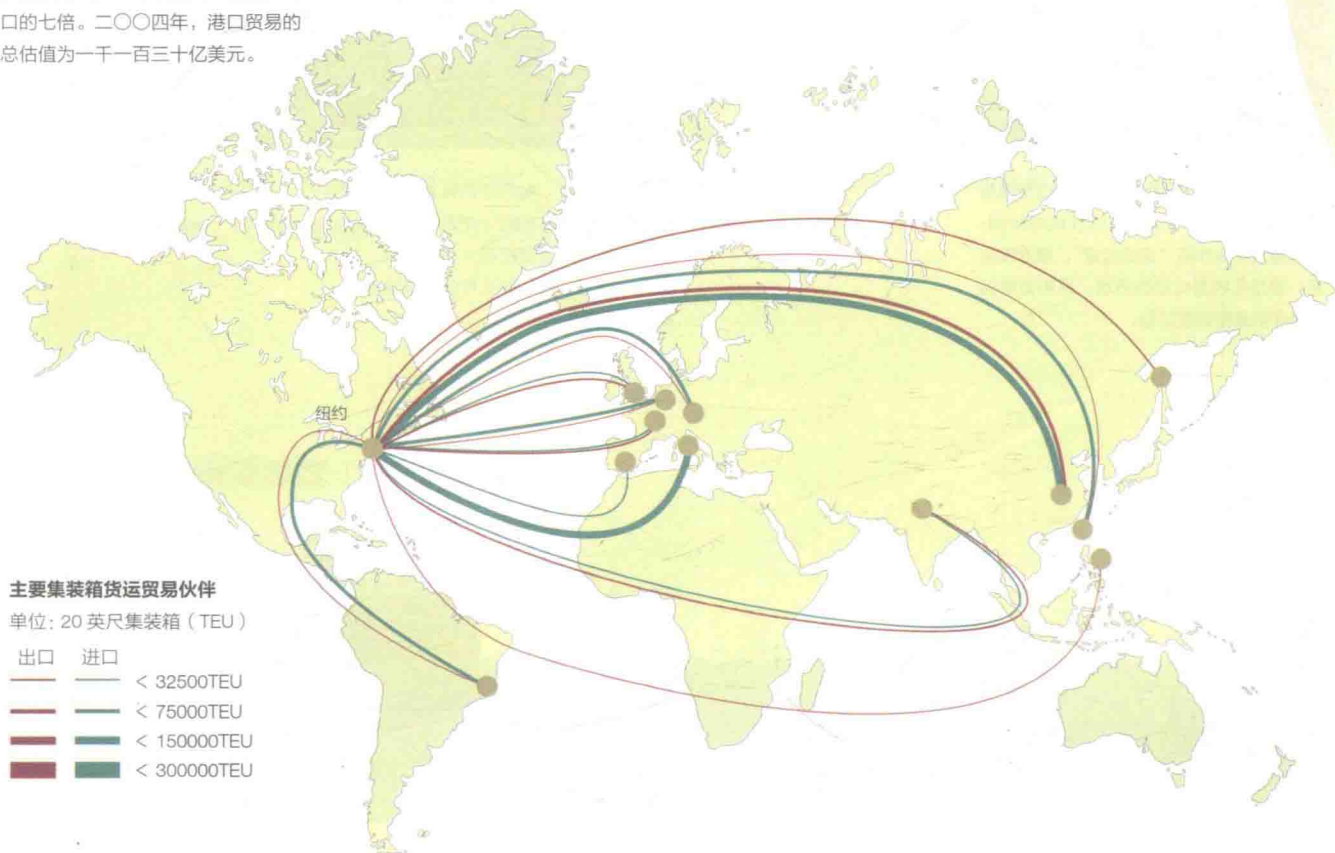 口的七倍。二〇〇四年，港口贸易的
总估值为一千一百三十亿美元。
纽约
主要集装箱货运贸易伙伴
单位：20 英尺集装箱（TEU）
出口 进口
< 32500TEU
< 75000TEU
< 150000TEU
< 300000TEU